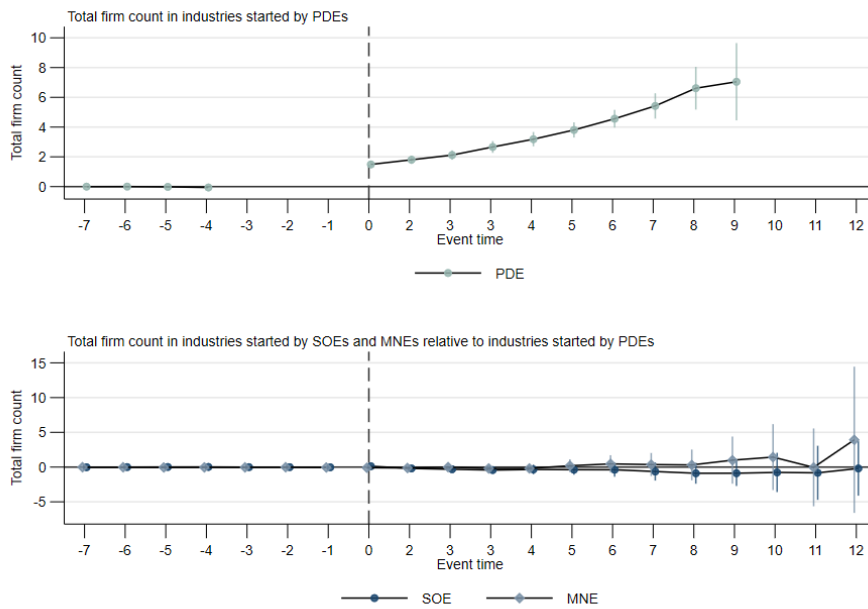 Total firm count in industries started by PDEs
Total firm count
10
8
6
4
2
0
-7 -6 -5 -4 -3 -2 -1 0 2 3 3 4 5 6 7 8 9 10 11 12
Event time
PDE
Total firm count in industries started by SOEs and MNEs relative to industries started by PDEs
Total firm count
15
10
5
0
-5
-7 -6 -5 -4 -3 -2 -1 0 2 3 3 4 5 6 7 8 9 10 11 12
Event time
SOE MNE